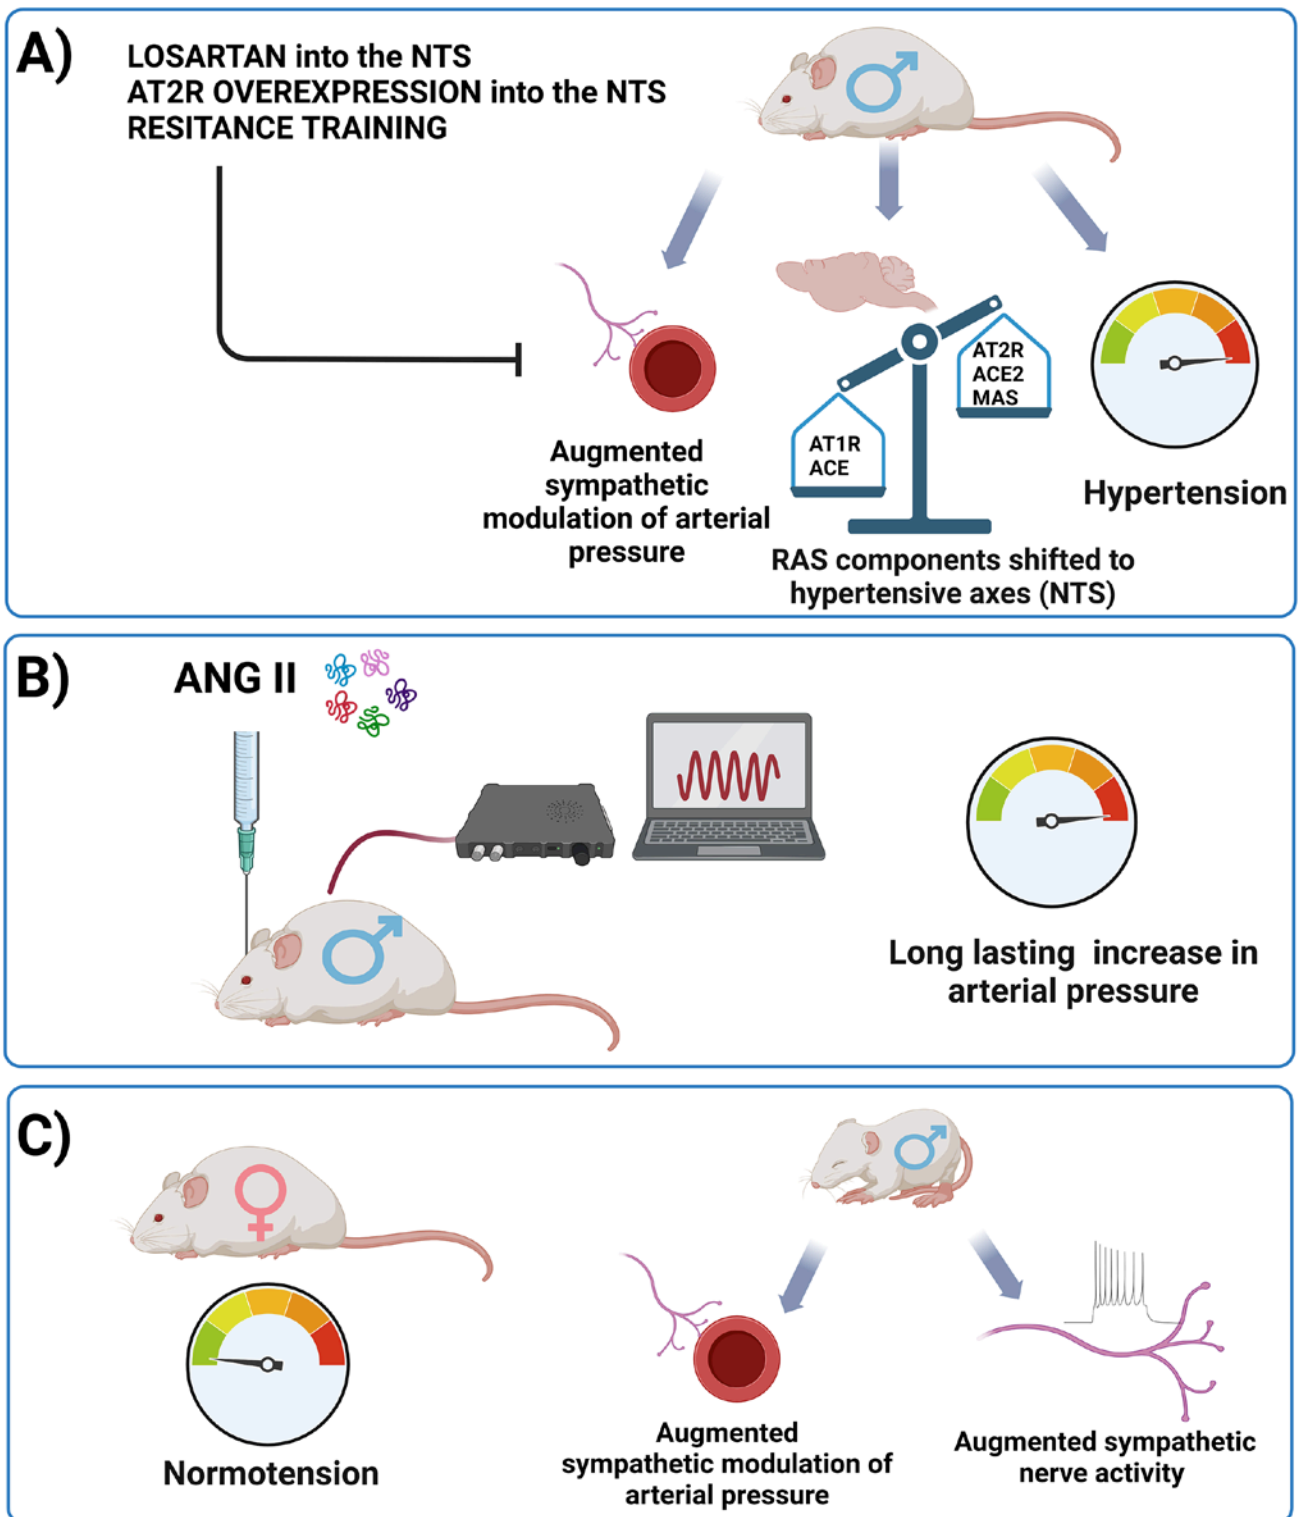 A)
LOSARTAN into the NTS
AT2R OVEREXPRESSION into the NTS
RESITANCE TRAINING
Augmented
sympathetic
modulation of arterial
pressure
AT1R
ACE
AT2R
ACE2
MAS
RAS components shifted to
hypertensive axes (NTS)
Hypertension
B)
ANG II
Long lasting  increase in
arterial pressure
C)
Normotension
Augmented
sympathetic modulation of
arterial pressure
Augmented sympathetic
nerve activity